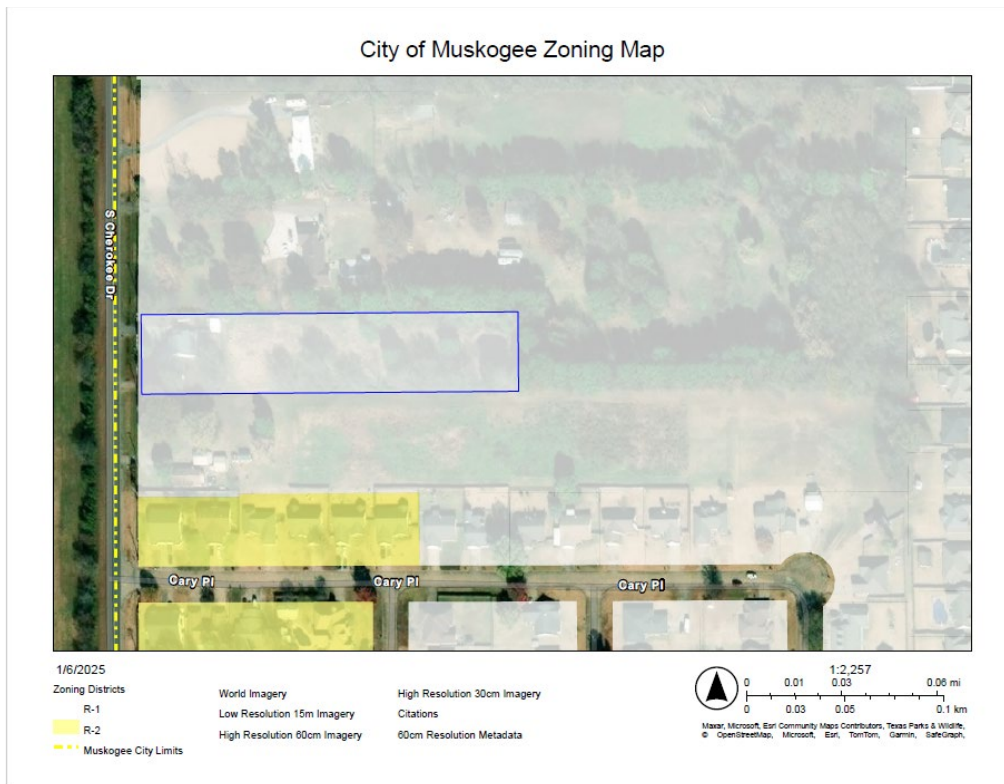 City of Muskogee Zoning Map
S Cherokee Dr
Cary Pl
Cary Pl
Cary Pl
1/6/2025
Zoning Districts
R-1
R-2
Muskogee City Limits
World Imagery
Low Resolution 15m Imagery
High Resolution 60cm Imagery
High Resolution 30cm Imagery
Citations
60cm Resolution Metadata
1:2,257
0 0.01 0.03 0.06 mi
0 0.03 0.05 0.1 km
Maxar, Microsoft, Esri Community Maps Contributors, Texas Parks & Wildlife,
© OpenStreetMap, Microsoft, Esri, TomTom, Garmin, SafeGraph,